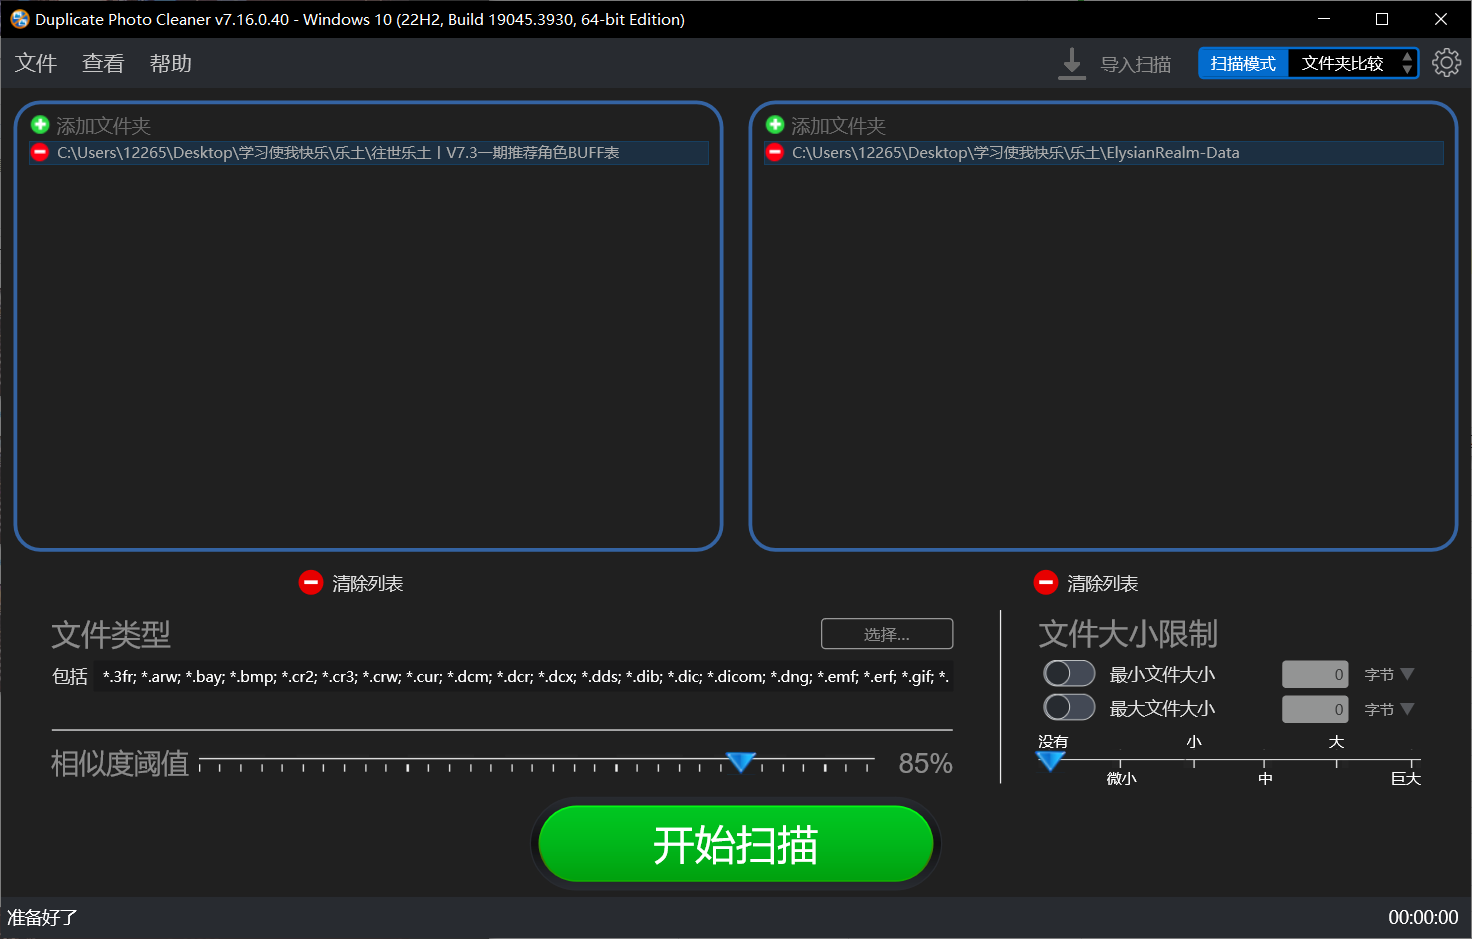 Duplicate Photo Cleaner v7.16.0.40 - Windows 10 (22H2, Build 19045.3930, 64-bit Edition)
文件 查看 帮助 导入扫描 扫描模式 文件夹比较
添加文件夹
C:\Users\12265\Desktop\学习使我快乐\乐土\往世乐土丨V7.3一期推荐角色BUFF表
添加文件夹
C:\Users\12265\Desktop\学习使我快乐\乐土\ElysianRealm-Data
清除列表
清除列表
文件类型 选择...
包括 *.3fr; *.arw; *.bay; *.bmp; *.cr2; *.cr3; *.crw; *.cur; *.dcm; *.dcr; *.dcx; *.dds; *.dib; *.dic; *.dicom; *.dng; *.emf; *.erf; *.gif; *.
相似度阈值 85%
文件大小限制
最小文件大小 0 字节
最大文件大小 0 字节
没有 小 大
微小 中 巨大
开始扫描
准备好了 00:00:00